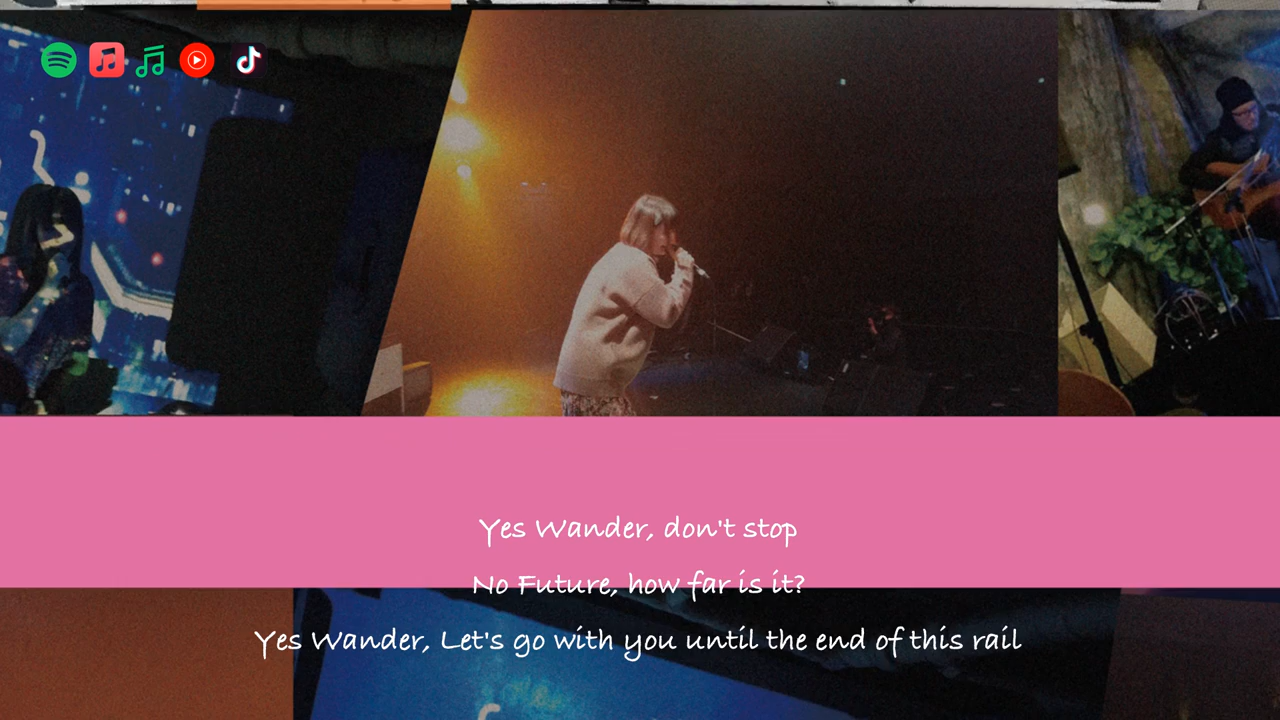 Yes Wander, don't stop
No Future, how far is it?
Yes Wander, Let's go with you until the end of this rail